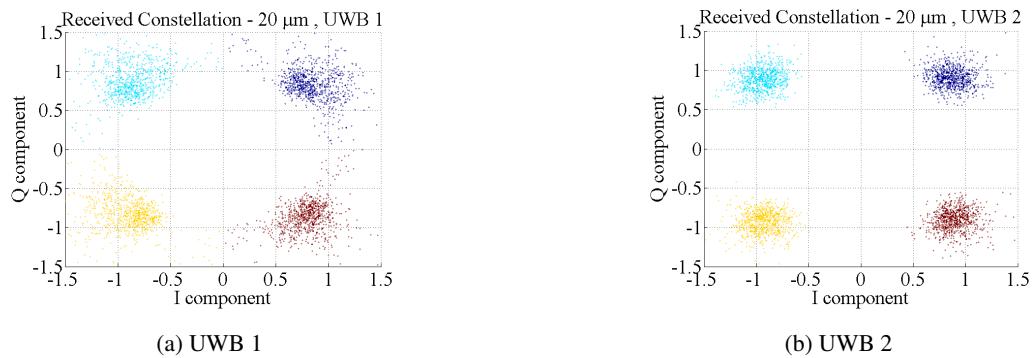 Received Constellation - 20 µm , UWB 1
1.5
1
0.5
0
-0.5
-1
-1.5
Q component
-1.5 -1 -0.5 0 0.5 1 1.5
I component
(a) UWB 1
Received Constellation - 20 µm , UWB 2
1.5
1
0.5
0
-0.5
-1
-1.5
Q component
-1.5 -1 -0.5 0 0.5 1 1.5
I component
(b) UWB 2